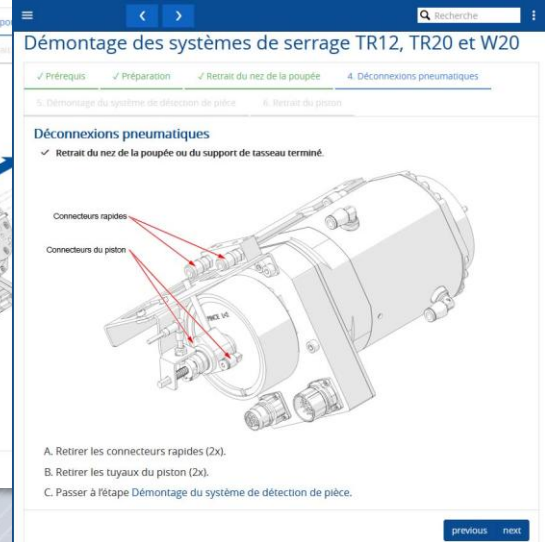 Recherche
Démontage des systèmes de serrage TR12, TR20 et W20
✓ Prérequis ✓ Préparation ✓ Retrait du nez de la poupée 4. Déconnexions pneumatiques
5. Démontage du système de détection de pièce 6. Retrait du piston
Déconnexions pneumatiques
✓ Retrait du nez de la poupée ou du support de tasseau terminé.
Connecteurs rapides
Connecteurs du piston
A. Retirer les connecteurs rapides (2x).
B. Retirer les tuyaux du piston (2x).
C. Passer à l'étape Démontage du système de détection de pièce.
previous next